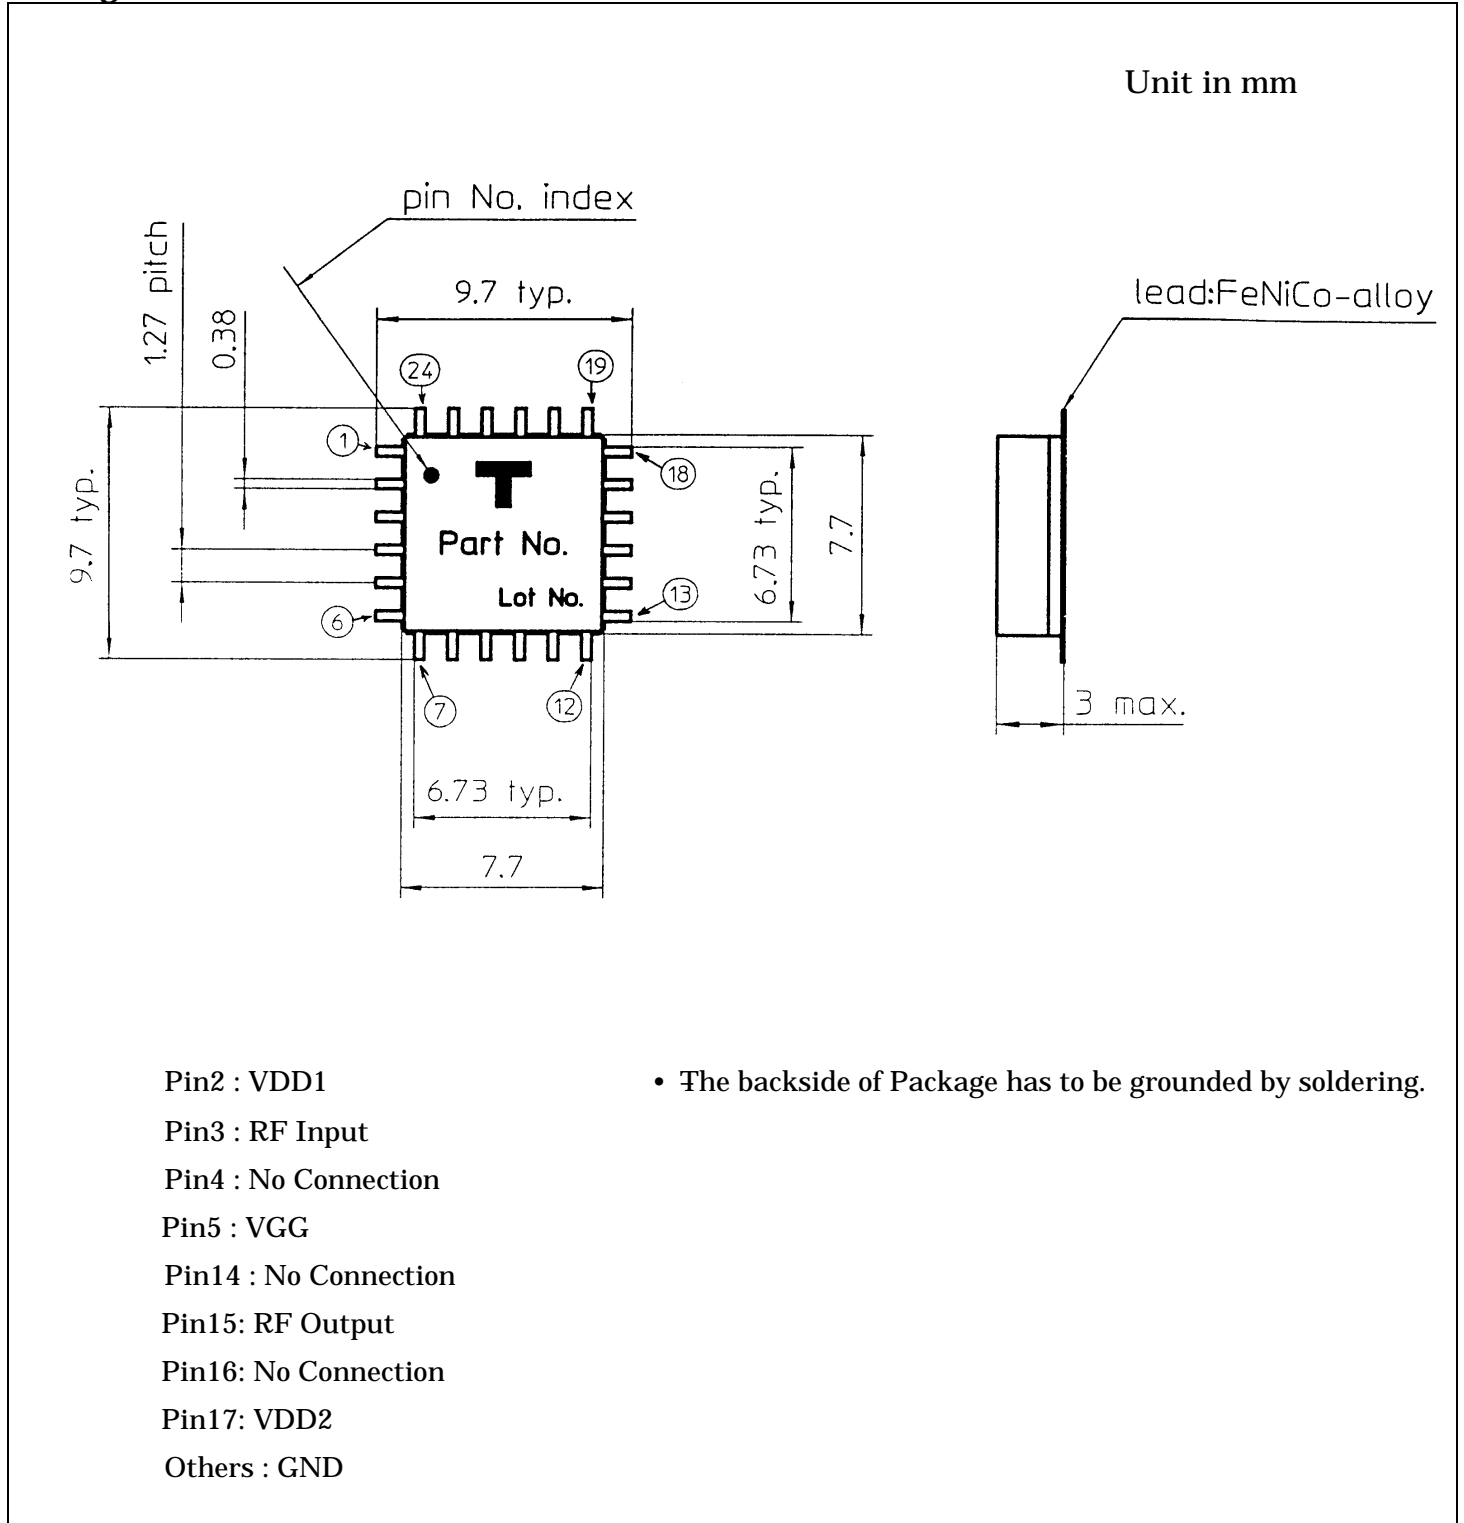 Unit in mm
pin No. index
1.27 pitch
0.38
9.7 typ.
lead:FeNiCo-alloy
24
19
1
18
9.7 typ.
T
Part No.
Lot No.
6.73 typ.
7.7
13
6
7
12
3 max.
6.73 typ.
7.7
Pin2 : VDD1
• The backside of Package has to be grounded by soldering.
Pin3 : RF Input
Pin4 : No Connection
Pin5 : VGG
Pin14 : No Connection
Pin15: RF Output
Pin16: No Connection
Pin17: VDD2
Others : GND